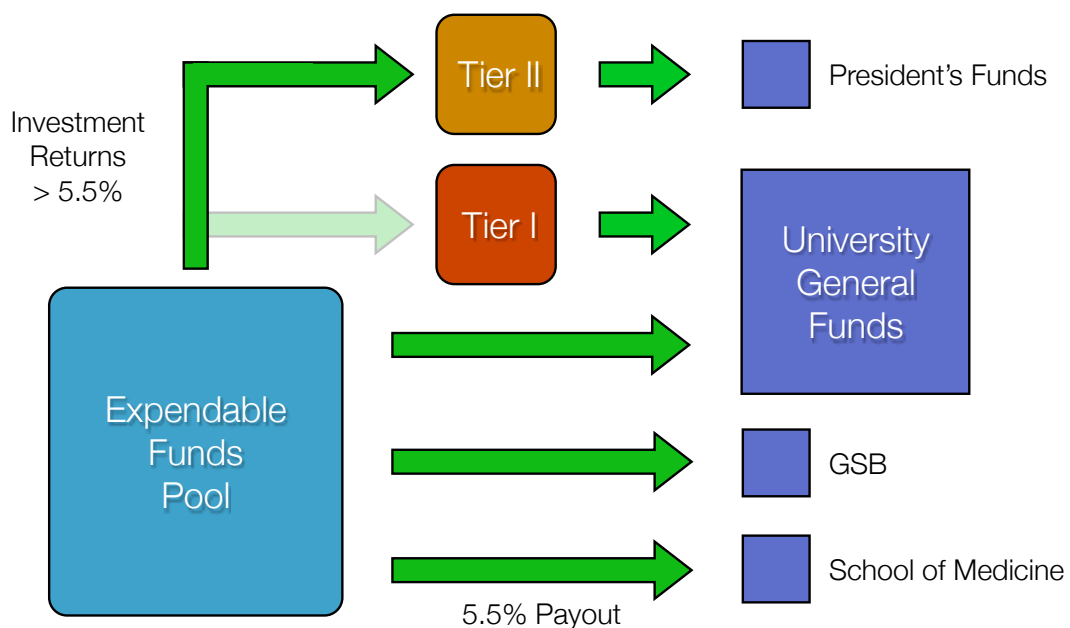 Tier II
President’s Funds
Investment
Returns
> 5.5%
Tier I
University
General
Funds
Expendable
Funds
Pool
GSB
School of Medicine
5.5% Payout